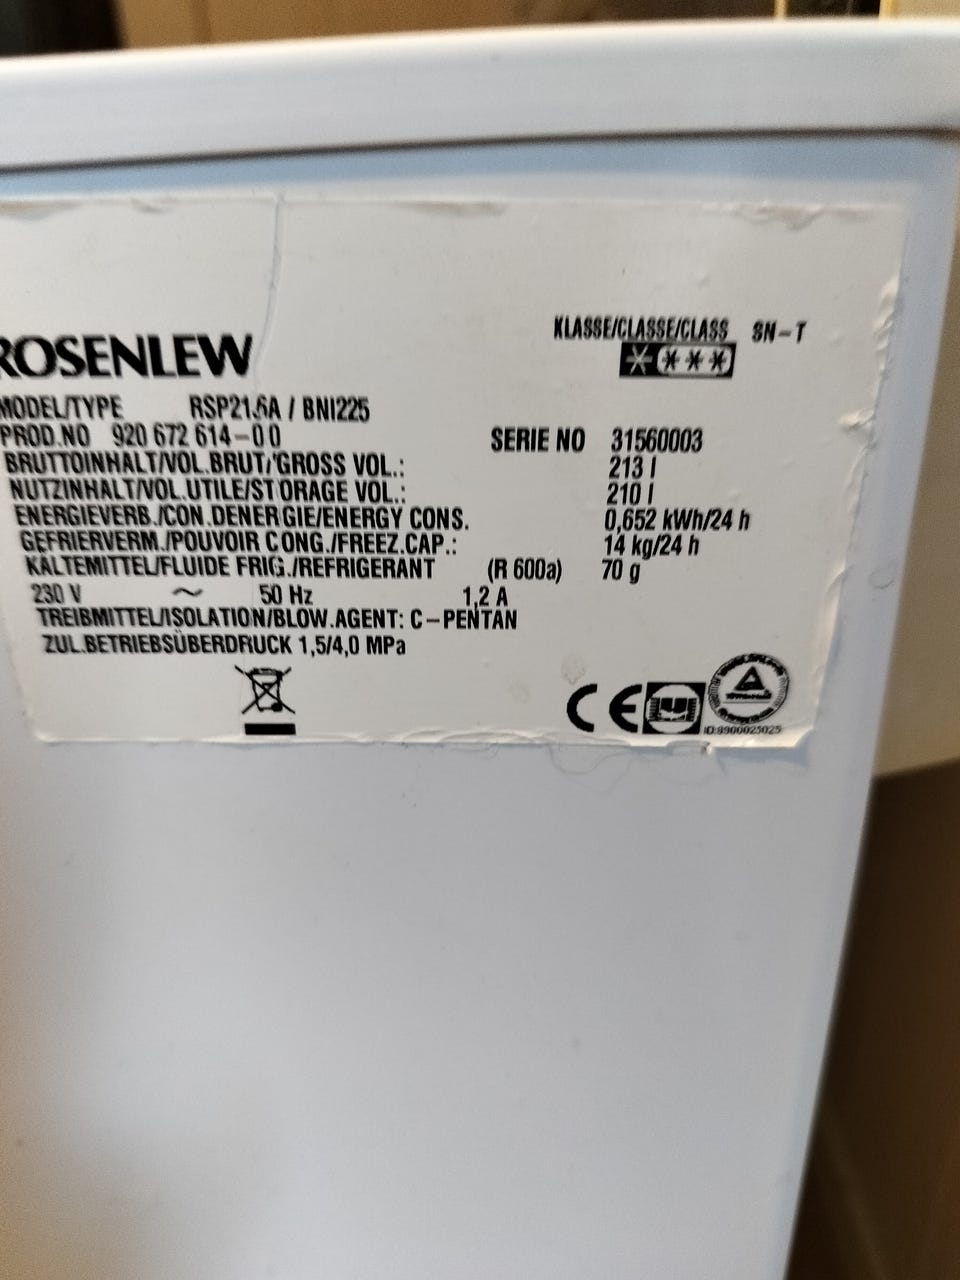 ROSENLEW
KLASSE/CLASSE/CLASS SN-T
MODEL/TYPE RSP21.6A / BNI225
PROD.NO 920 672 614-00 SERIE NO 31560003
BRUTTOINHALT/VOL.BRUT/GROSS VOL.: 213 l
NUTZINHALT/VOL.UTILE/STORAGE VOL.: 210 l
ENERGIEVERB./CON.DENERGIE/ENERGY CONS. 0,652 kWh/24 h
GEFRIERVERM./POUVOIR CONG./FREEZ.CAP.: 14 kg/24 h
KÄLTEMITTEL/FLUIDE FRIG./REFRIGERANT (R 600a) 70 g
230 V ~ 50 Hz 1,2 A
TREIBMITTEL/ISOLATION/BLOW.AGENT: C-PENTAN
ZUL.BETRIEBSÜBERDRUCK 1,5/4,0 MPa
CE
ID:8900025025